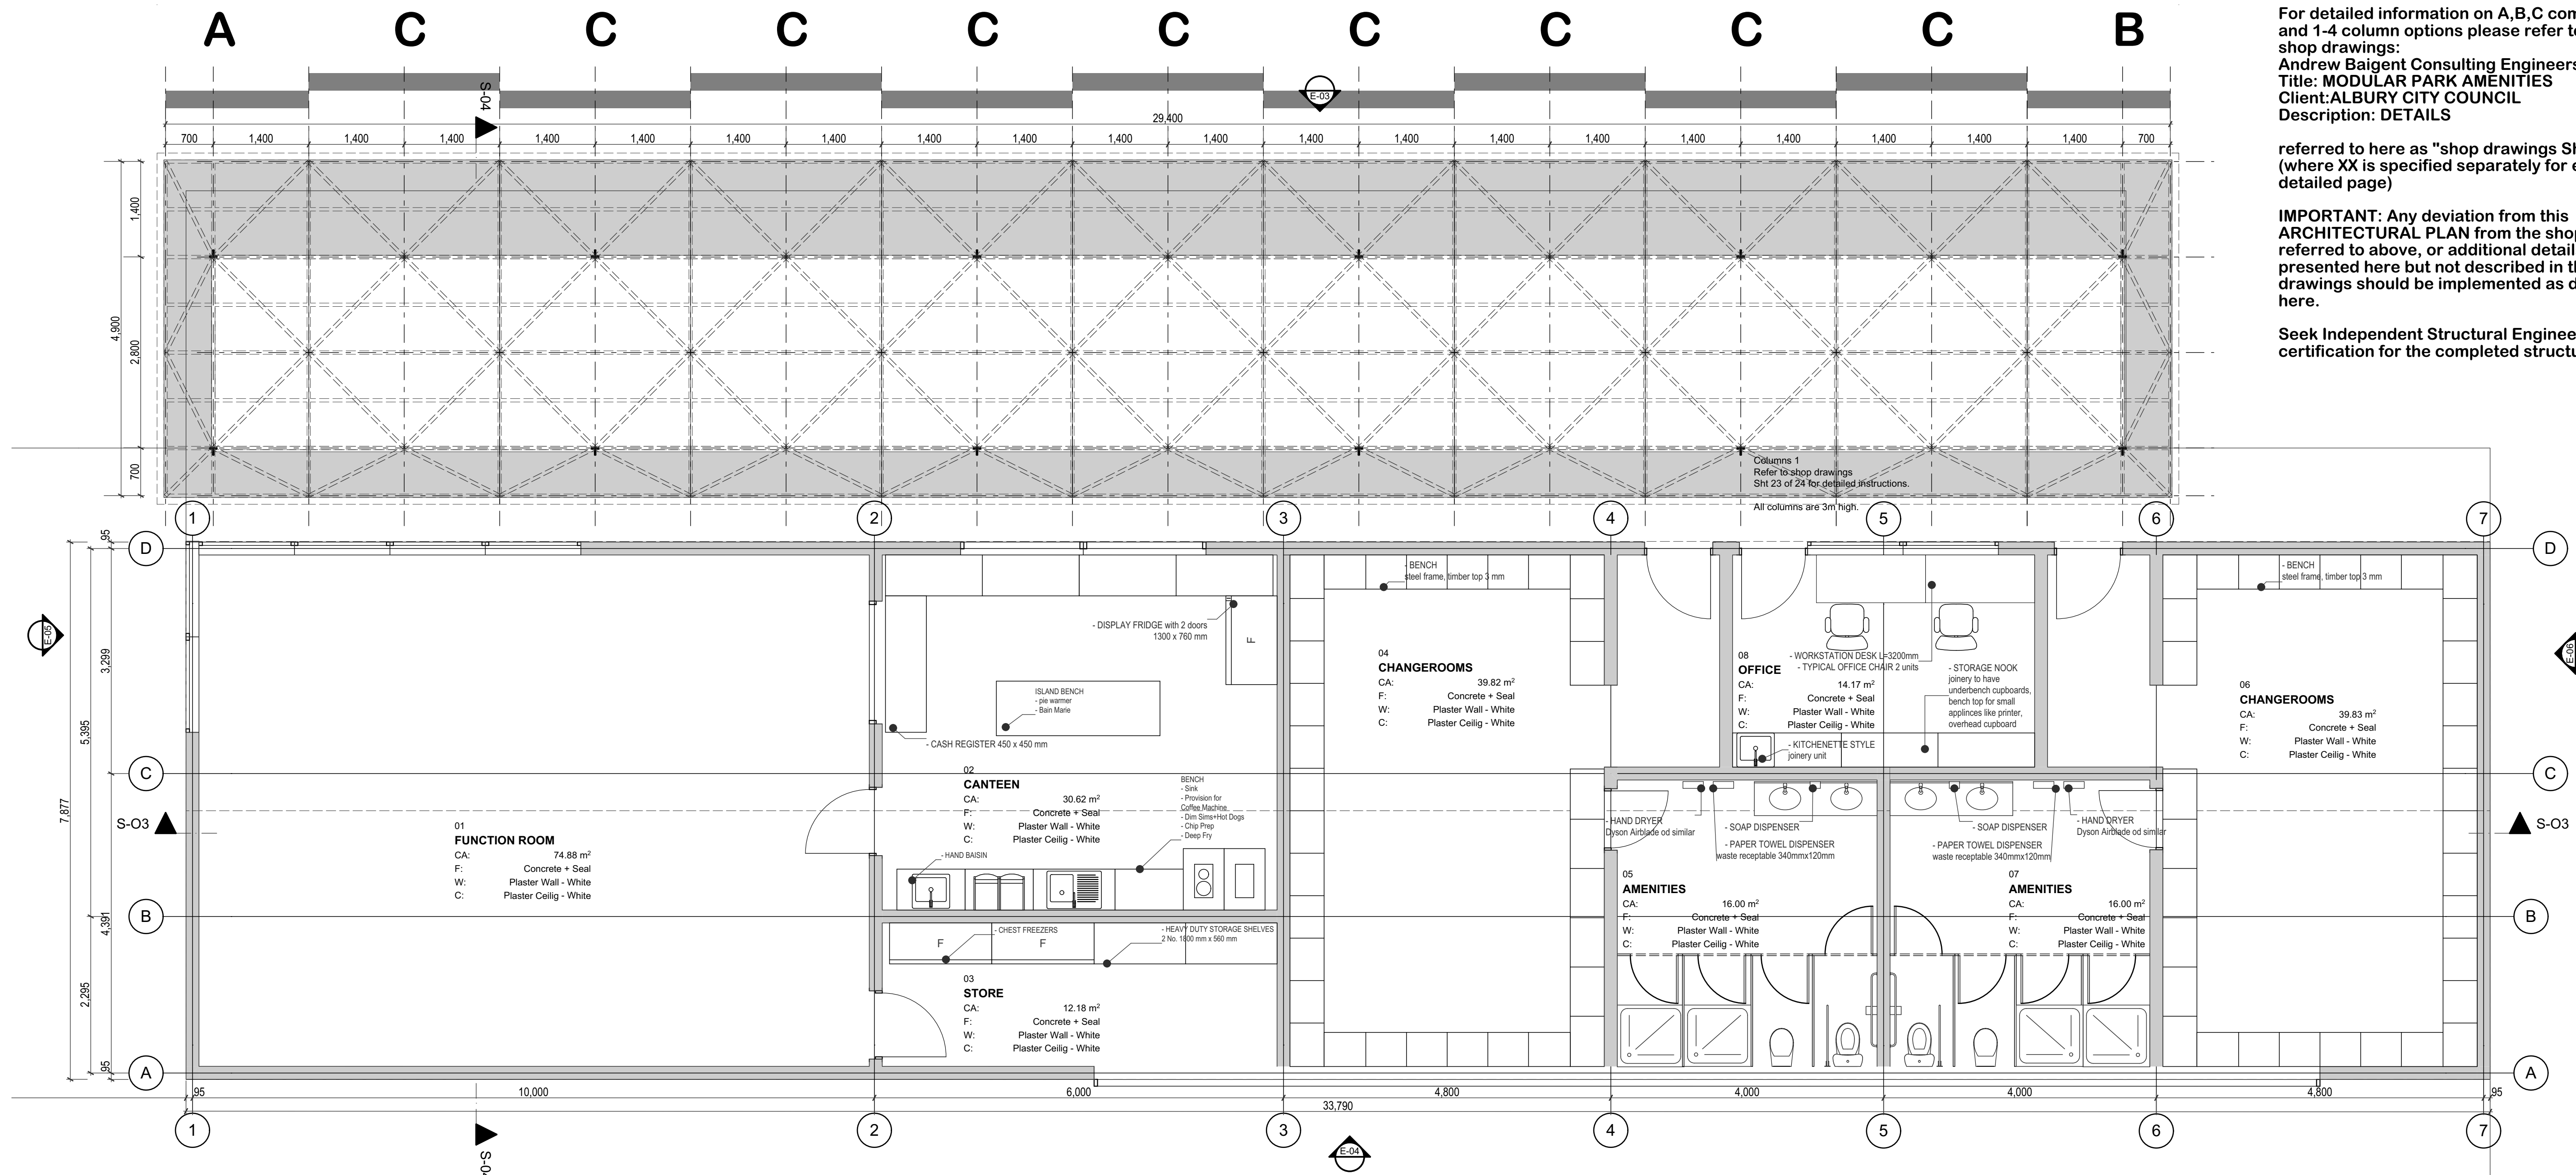 A C C C C C C C C C B
For detailed information on A,B,C
and 1-4 column options please refer
shop drawings:
Andrew Baigent Consulting Engineers
Title: MODULAR PARK AMENITIES
Client:ALBURY CITY COUNCIL
Description: DETAILS
referred to here as "shop drawings
(where XX is specified separately for
detailed page)
IMPORTANT: Any deviation from this
ARCHITECTURAL PLAN from the
referred to above, or additional
presented here but not described in
drawings should be implemented as
here.
Seek Independent Structural
certification for the completed
S-04
E-03
29,400
700 1,400 1,400 1,400 1,400 1,400 1,400 1,400 1,400 1,400 1,400 1,400 1,400 1,400 1,400 1,400 1,400 1,400 1,400 1,400 1,400 700
4,900
1,400
2,800
700
Columns 1
Refer to shop drawings
Sht 23 of 24 for detailed instructions.
All columns are 3m high.
1 2 3 4 5 6 7
D D
C C
B B
A A
95
3,299
5,395
7,877
4,391
2,295
95
E-05
E-06
S-O3
S-O3
01
FUNCTION ROOM
CA: 74.88 m²
F: Concrete + Seal
W: Plaster Wall - White
C: Plaster Ceilig - White
- DISPLAY FRIDGE with 2 doors
1300 x 760 mm
F
ISLAND BENCH
- pie warmer
- Bain Marie
- CASH REGISTER 450 x 450 mm
02
CANTEEN
CA: 30.62 m²
F: Concrete + Seal
W: Plaster Wall - White
C: Plaster Ceilig - White
BENCH
- Sink
- Provision for
Coffee Machine
- Dim Sims+Hot Dogs
- Chip Prep
- Deep Fry
- HAND BAISIN
- CHEST FREEZERS
F F
- HEAVY DUTY STORAGE SHELVES
2 No. 1800 mm x 560 mm
03
STORE
CA: 12.18 m²
F: Concrete + Seal
W: Plaster Wall - White
C: Plaster Ceilig - White
- BENCH
steel frame, timber top 3 mm
04
CHANGEROOMS
CA: 39.82 m²
F: Concrete + Seal
W: Plaster Wall - White
C: Plaster Ceilig - White
- WORKSTATION DESK L=3200mm
- TYPICAL OFFICE CHAIR 2 units
08
OFFICE
CA: 14.17 m²
F: Concrete + Seal
W: Plaster Wall - White
C: Plaster Ceilig - White
- STORAGE NOOK
joinery to have
underbench cupboards,
bench top for small
applinces like printer,
overhead cupboard
- KITCHENETTE STYLE
joinery unit
- HAND DRYER
Dyson Airblade od similar
- SOAP DISPENSER
- PAPER TOWEL DISPENSER
waste receptable 340mmx120mm
05
AMENITIES
CA: 16.00 m²
F: Concrete + Seal
W: Plaster Wall - White
C: Plaster Ceilig - White
- SOAP DISPENSER
- HAND DRYER
Dyson Airblade od similar
- PAPER TOWEL DISPENSER
waste receptable 340mmx120mm
07
AMENITIES
CA: 16.00 m²
F: Concrete + Seal
W: Plaster Wall - White
C: Plaster Ceilig - White
- BENCH
steel frame, timber top 3 mm
06
CHANGEROOMS
CA: 39.83 m²
F: Concrete + Seal
W: Plaster Wall - White
C: Plaster Ceilig - White
95 10,000 6,000 4,800 4,000 4,000 4,800 95
33,790
1 2 3 4 5 6 7
E-04